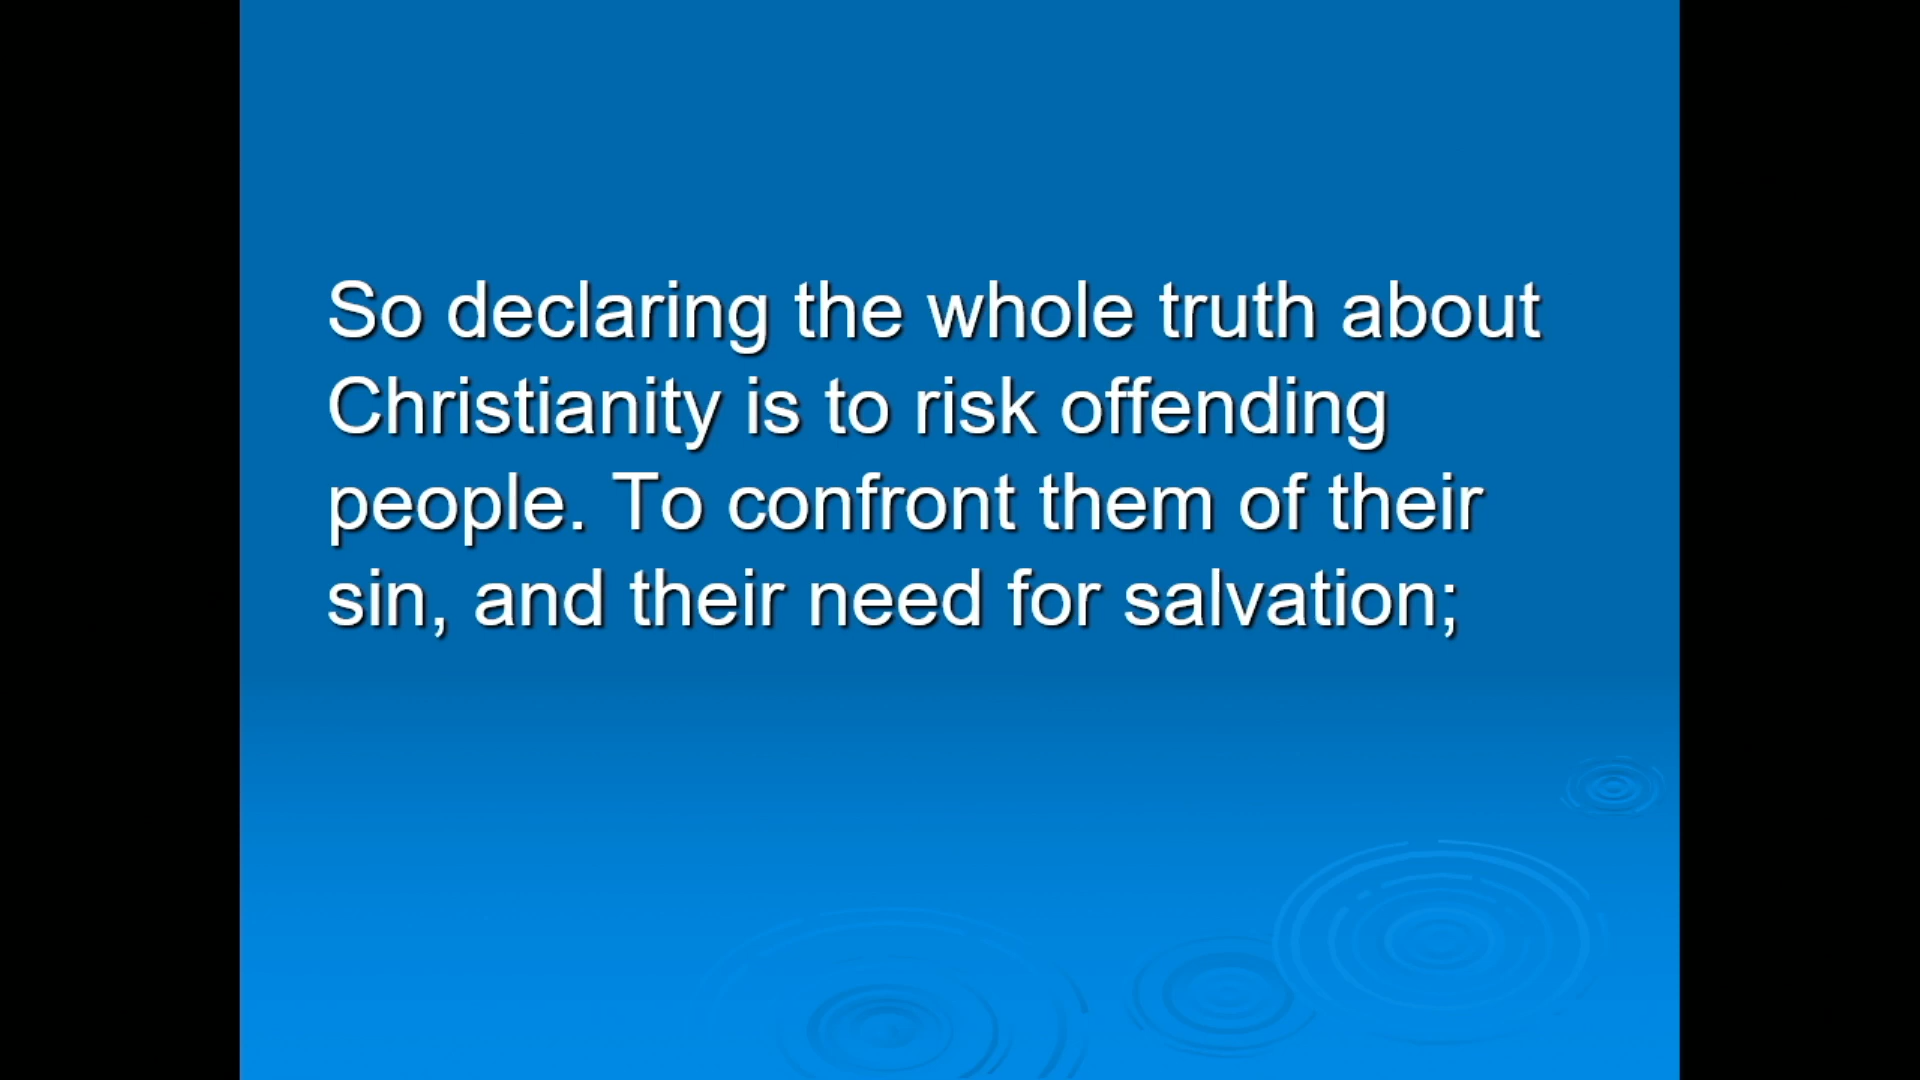 So declaring the whole truth about
Christianity is to risk offending
people. To confront them of their
sin, and their need for salvation;